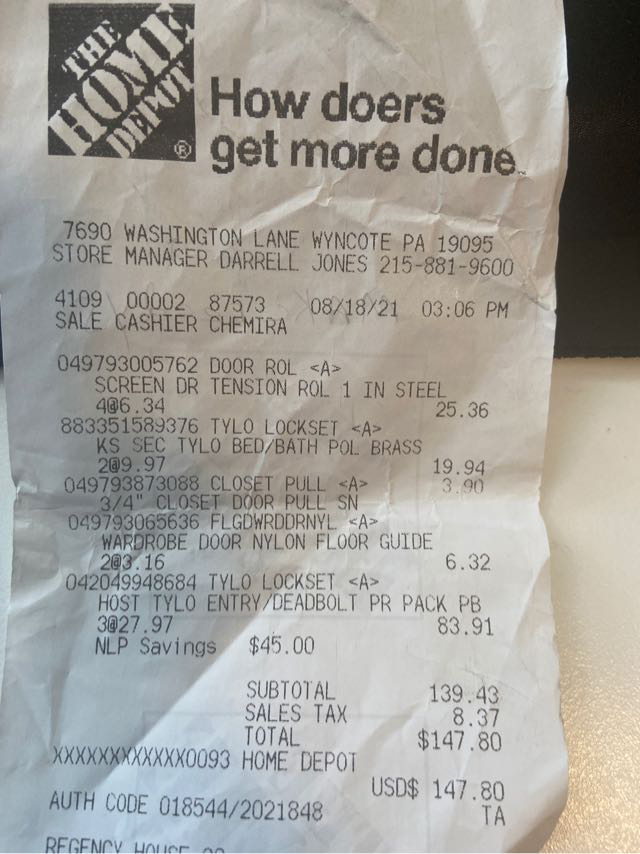 THE
HOME
DEPOT
®
How doers
get more done™
7690 WASHINGTON LANE WYNCOTE PA 19095
STORE MANAGER DARRELL JONES 215-881-9600
4109 00002 87573 08/18/21 03:06 PM
SALE CASHIER CHEMIRA
049793005762 DOOR ROL <A>
SCREEN DR TENSION ROL 1 IN STEEL
4@6.34 25.36
883351589376 TYLO LOCKSET <A>
KS SEC TYLO BED/BATH POL BRASS
2@9.97 19.94
049793873088 CLOSET PULL <A> 3.90
3/4" CLOSET DOOR PULL SN
049793065636 FLGDWRDDRNYL <A>
WARDROBE DOOR NYLON FLOOR GUIDE
2@3.16 6.32
042049948684 TYLO LOCKSET <A>
HOST TYLO ENTRY/DEADBOLT PR PACK PB
3@27.97 83.91
NLP Savings $45.00
SUBTOTAL 139.43
SALES TAX 8.37
TOTAL $147.80
XXXXXXXXXXXX0093 HOME DEPOT
USD$ 147.80
AUTH CODE 018544/2021848 TA
REGENCY HOUSE